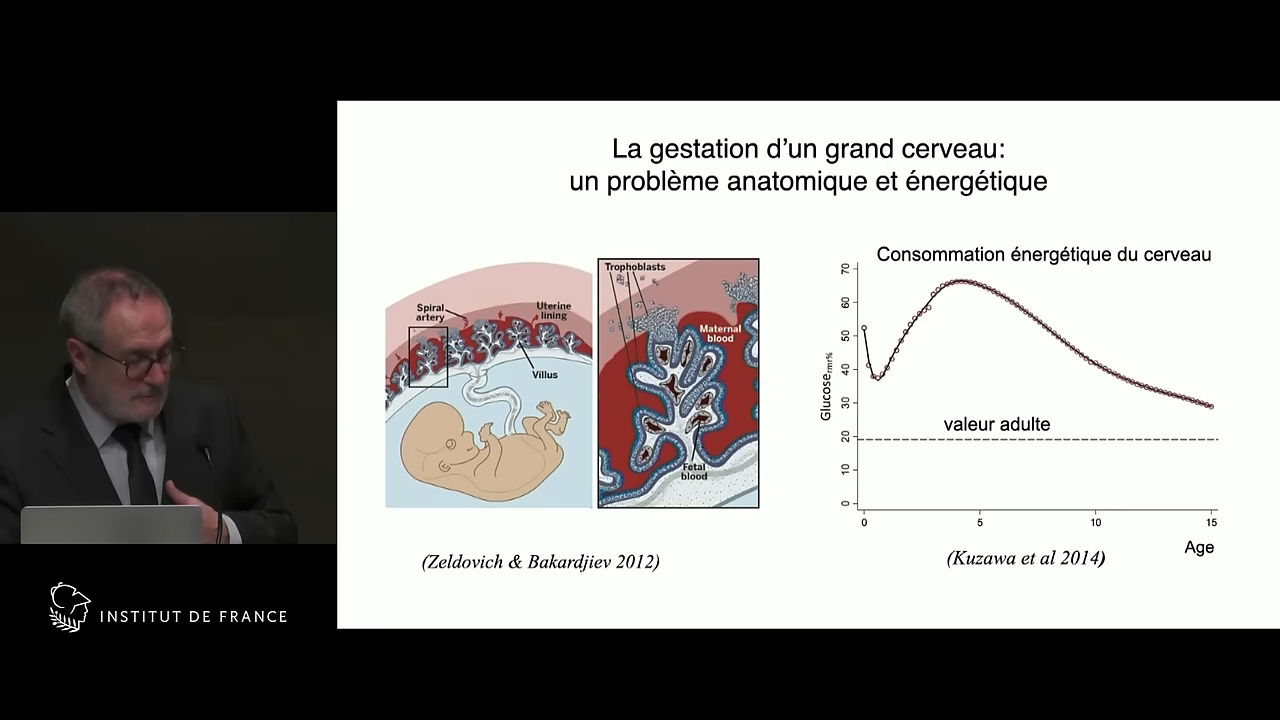 La gestation d'un grand cerveau:
un problème anatomique et énergétique
Spiral
artery
Uterine
lining
Villus
Trophoblasts
Maternal
blood
Fetal
blood
(Zeldovich & Bakardjiev 2012)
Consommation énergétique du cerveau
Glucose rmr%
70
60
50
40
30
20
10
0
valeur adulte
0 5 10 15
Age
(Kuzawa et al 2014)
INSTITUT DE FRANCE